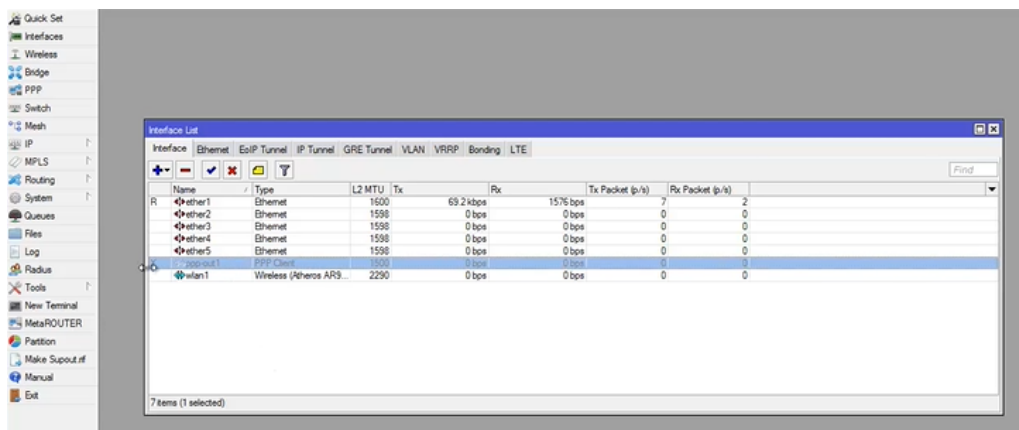 Quick Set
Interfaces
Wireless
Bridge
PPP
Switch
Mesh
IP
MPLS
Routing
System
Queues
Files
Log
Radius
Tools
New Terminal
MetaROUTER
Partition
Make Supout.rif
Manual
Exit
Interface List
Interface Ethernet EoIP Tunnel IP Tunnel GRE Tunnel VLAN VRRP Bonding LTE
Find
Name / Type L2 MTU Tx Rx Tx Packet (p/s) Rx Packet (p/s)
R ether1 Ethernet 1600 69.2 kbps 1576 bps 7 2
ether2 Ethernet 1598 0 bps 0 bps 0 0
ether3 Ethernet 1598 0 bps 0 bps 0 0
ether4 Ethernet 1598 0 bps 0 bps 0 0
ether5 Ethernet 1598 0 bps 0 bps 0 0
X ppp-out1 PPP Client 1500 0 bps 0 bps 0 0
wlan1 Wireless (Atheros AR9... 2290 0 bps 0 bps 0 0
7 items (1 selected)